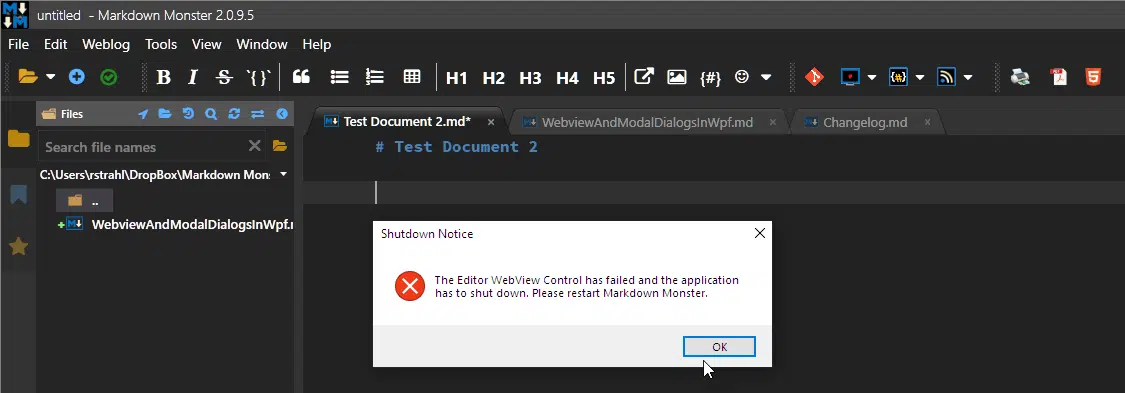 untitled - Markdown Monster 2.0.9.5
File Edit Weblog Tools View Window Help
B I S `{}` H1 H2 H3 H4 H5 {#} {#}
Files
Test Document 2.md* × WebviewAndModalDialogsInWpf.md × Changelog.md ×
Search file names
# Test Document 2
C:\Users\rstrahl\DropBox\Markdown Mons
..
WebviewAndModalDialogsInWpf.r
Shutdown Notice
The Editor WebView Control has failed and the application
has to shut down. Please restart Markdown Monster.
OK